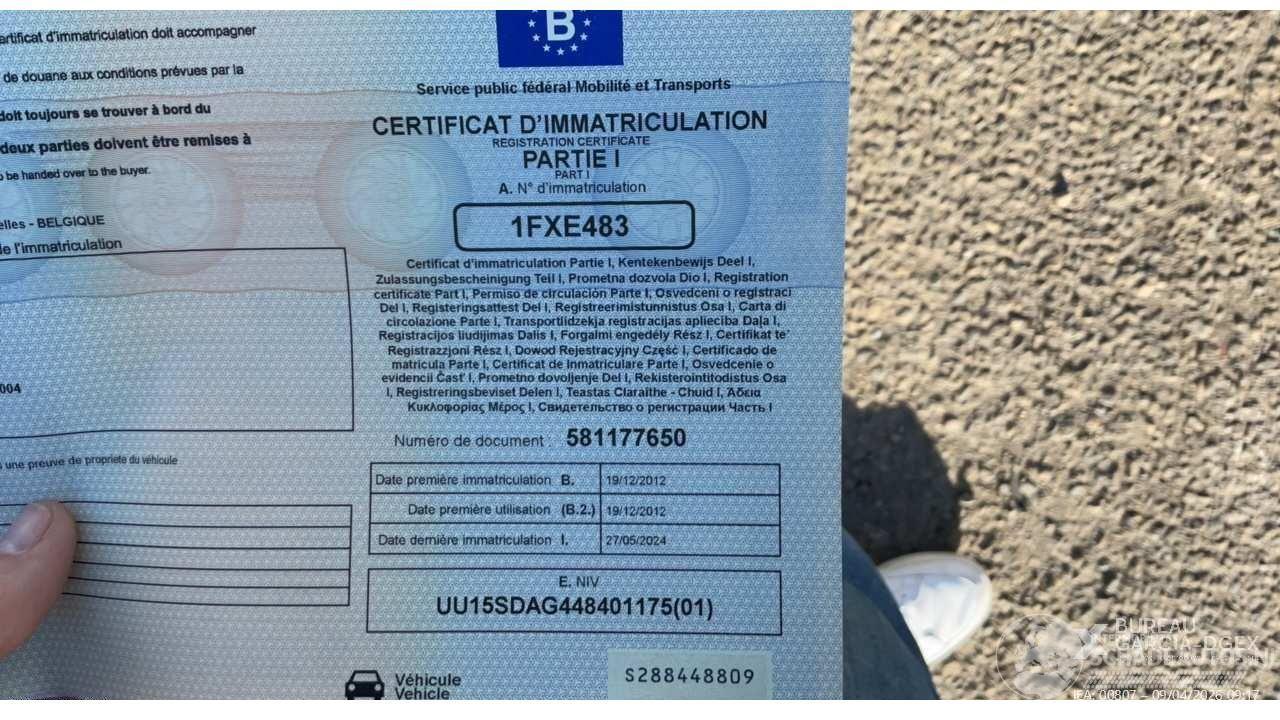 ertificat d'immatriculation doit accompagner
de douane aux conditions prévues par la
doit toujours se trouver à bord du
deux parties doivent être remises à
be handed over to the buyer.
elles - BELGIQUE
de l'immatriculation
004
une preuve de propriété du véhicule
B
Service public fédéral Mobilité et Transports
CERTIFICAT D'IMMATRICULATION
REGISTRATION CERTIFICATE
PARTIE I
PART I
A. N° d'immatriculation
1FXE483
Certificat d'immatriculation Partie I, Kentekenbewijs Deel I,
Zulassungsbescheinigung Teil I, Prometna dozvola Dio I, Registration
certificate Part I, Permiso de circulación Parte I, Osvedceni o registraci
Del I, Registeringsattest Del I, Registreerimistunnistus Osa I, Carta di
circolazione Parte I, Transportlidzekja registracijas aplieciba Daļa I,
Registracijos liudijimas Dalis I, Forgalmi engedély Rész I, Certifikat te'
Registrazzjoni Rész I, Dowod Rejestracyjny Część I, Certificado de
matricula Parte I, Certificat de Inmatriculare Parte I, Osvedcenie o
evidencii Časť I, Prometno dovoljenje Del I, Rekisterointitodistus Osa
I, Registreringsbeviset Delen I, Teastas Claraithe - Chuid I, Άδεια
Κυκλοφορίας Μέρος I, Свидетельство о регистрации Часть I
Numéro de document : 581177650
Date première immatriculation B. 19/12/2012
Date première utilisation (B.2.) 19/12/2012
Date dernière immatriculation I. 27/05/2024
E. NIV
UU15SDAG448401175(01)
Véhicule
Vehicle
S288448809
BUREAU
GARCIA-DGEX
IEA: 00807 – 09/04/2026 09:17